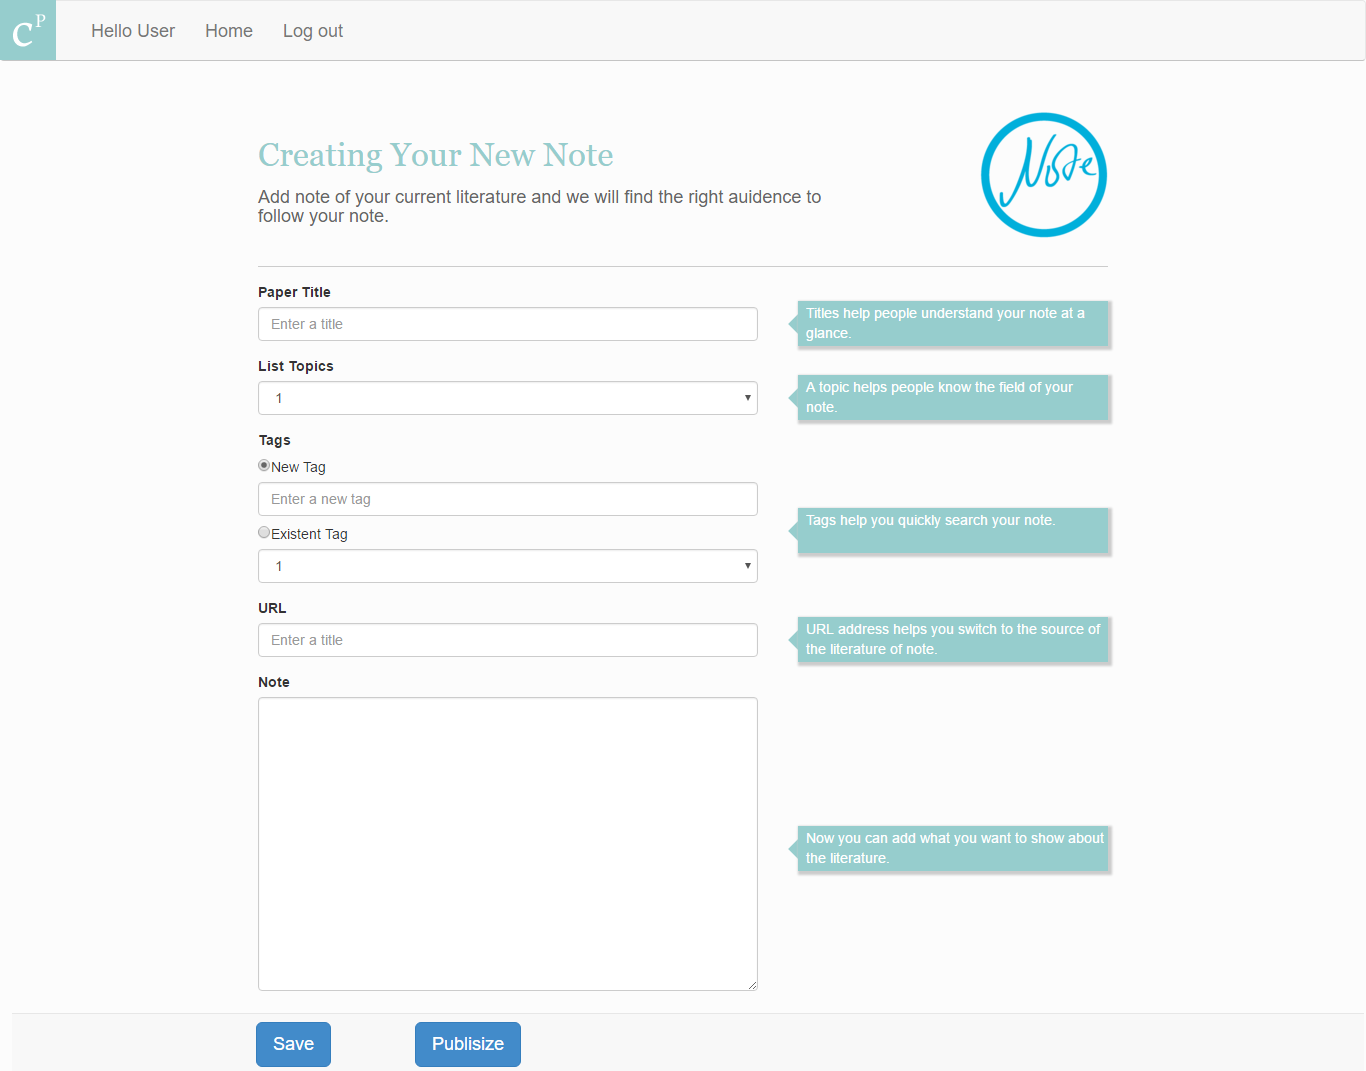 CP Hello User Home Log out
Creating Your New Note
Note
Add note of your current literature and we will find the right auidence to
follow your note.
Paper Title
Enter a title
Titles help people understand your note at a
glance.
List Topics
1
A topic helps people know the field of your
note.
Tags
New Tag
Enter a new tag
Tags help you quickly search your note.
Existent Tag
1
URL
Enter a title
URL address helps you switch to the source of
the literature of note.
Note
Now you can add what you want to show about
the literature.
Save Publisize